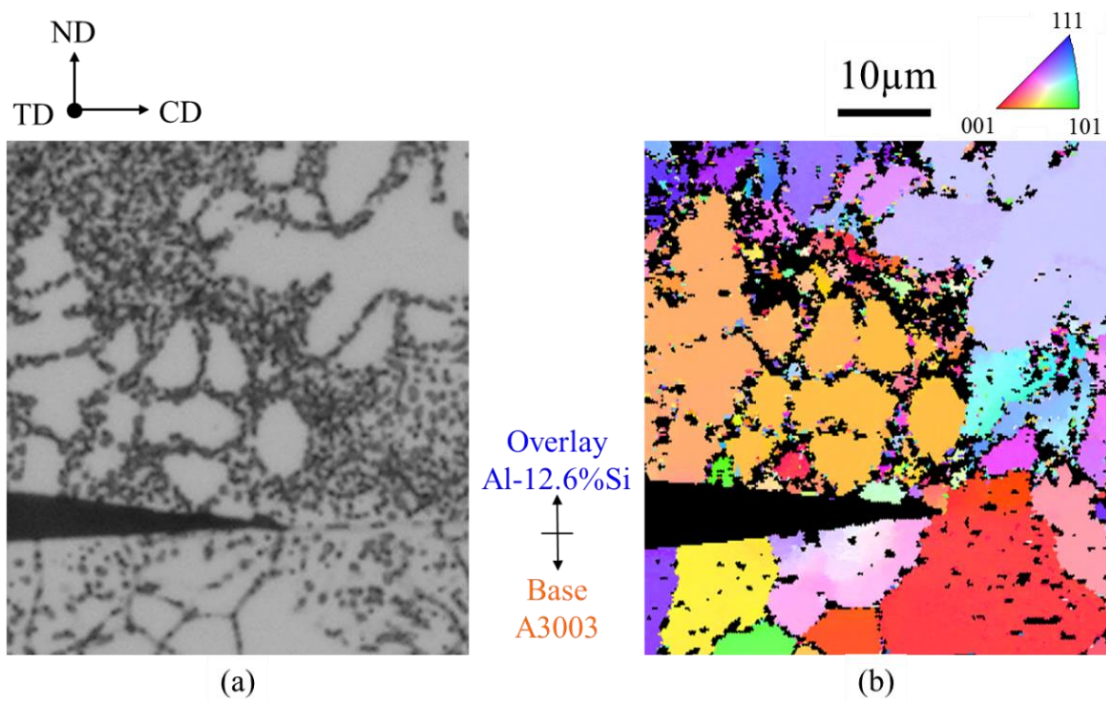 ND
TD
CD
10µm
111
001
101
Overlay
Al-12.6%Si
Base
A3003
(a)
(b)